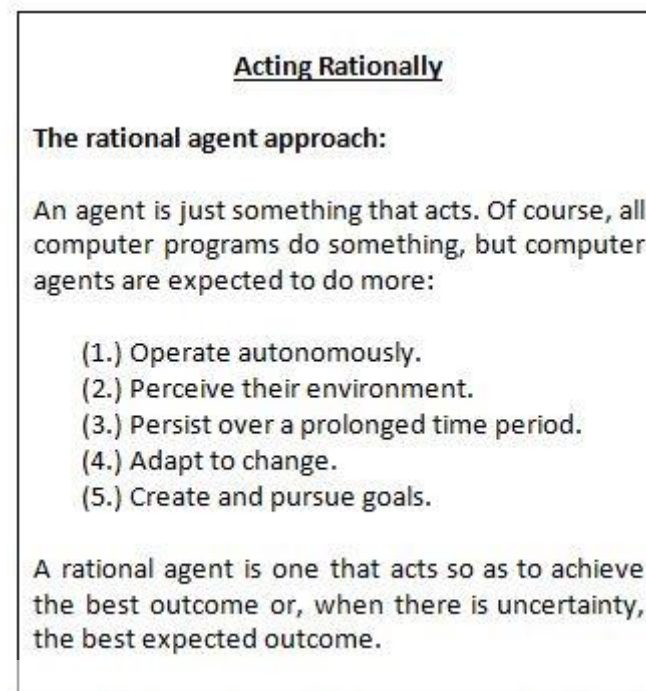 Acting Rationally
The rational agent approach:
An agent is just something that acts. Of course, all
computer programs do something, but computer
agents are expected to do more:
(1.) Operate autonomously.
(2.) Perceive their environment.
(3.) Persist over a prolonged time period.
(4.) Adapt to change.
(5.) Create and pursue goals.
A rational agent is one that acts so as to achieve
the best outcome or, when there is uncertainty,
the best expected outcome.